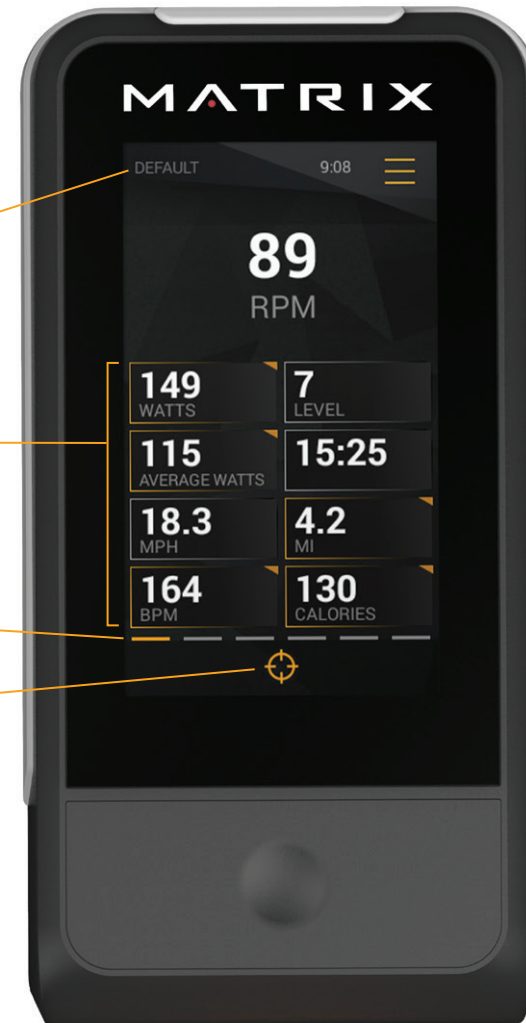 MATRIX
DEFAULT 9:08
89
RPM
149 7
WATTS LEVEL
115 15:25
AVERAGE WATTS
18.3 4.2
MPH MI
164 130
BPM CALORIES